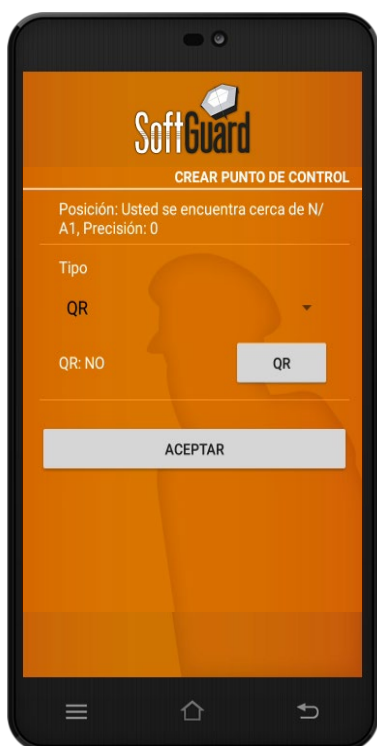 SoftGuard
CREAR PUNTO DE CONTROL
Posición: Usted se encuentra cerca de N/
A1, Precisión: 0
Tipo
QR
QR: NO
QR
ACEPTAR